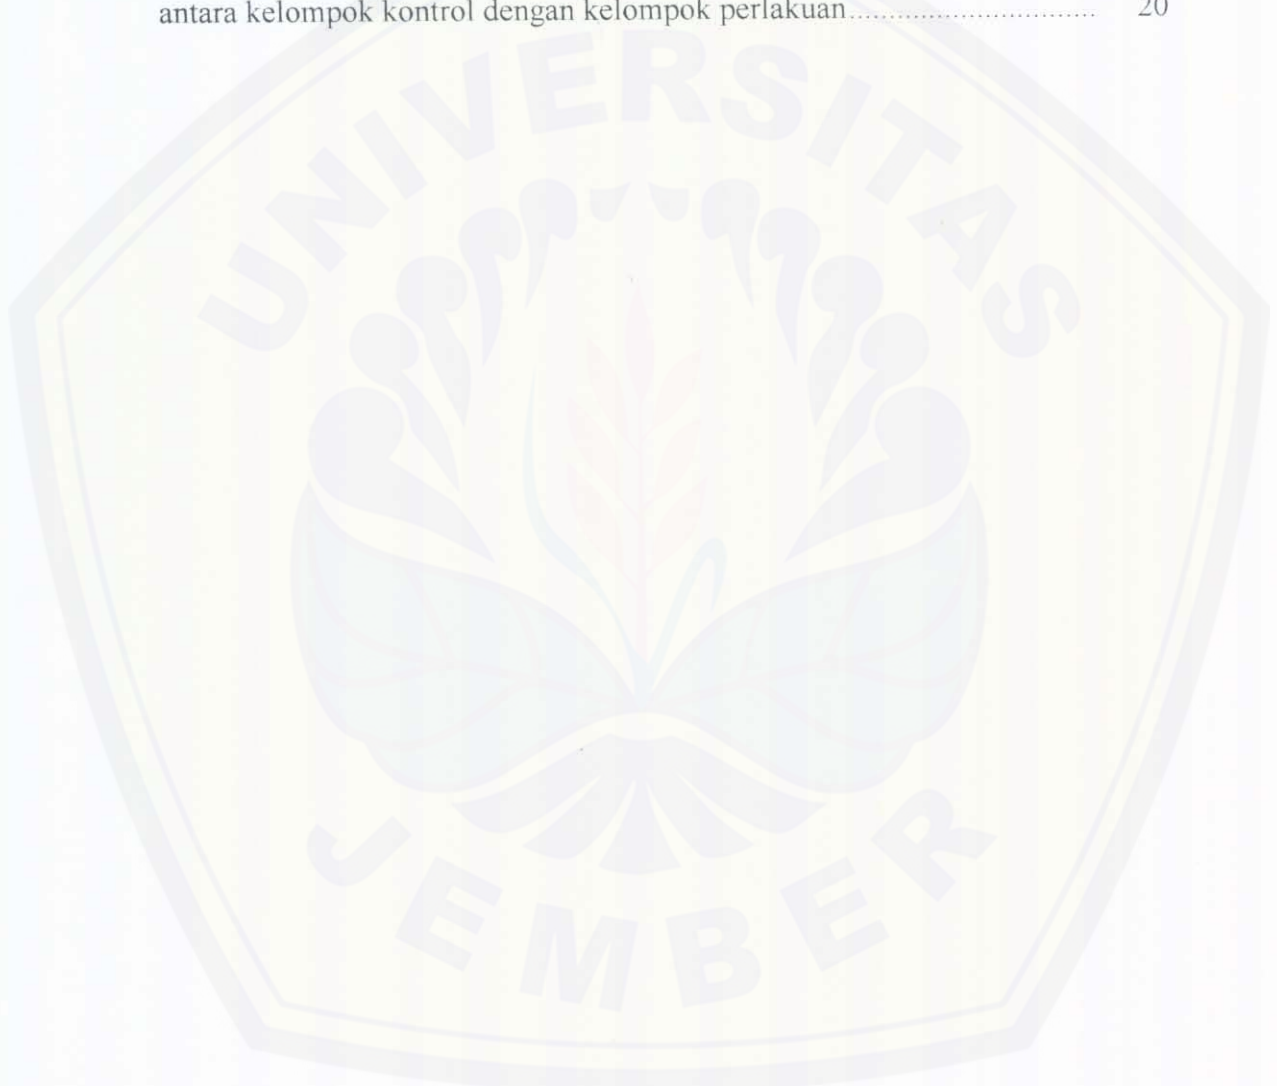 antara kelompok kontrol dengan kelompok perlakuan.............................. 20
UNIVERSITAS
JEMBER